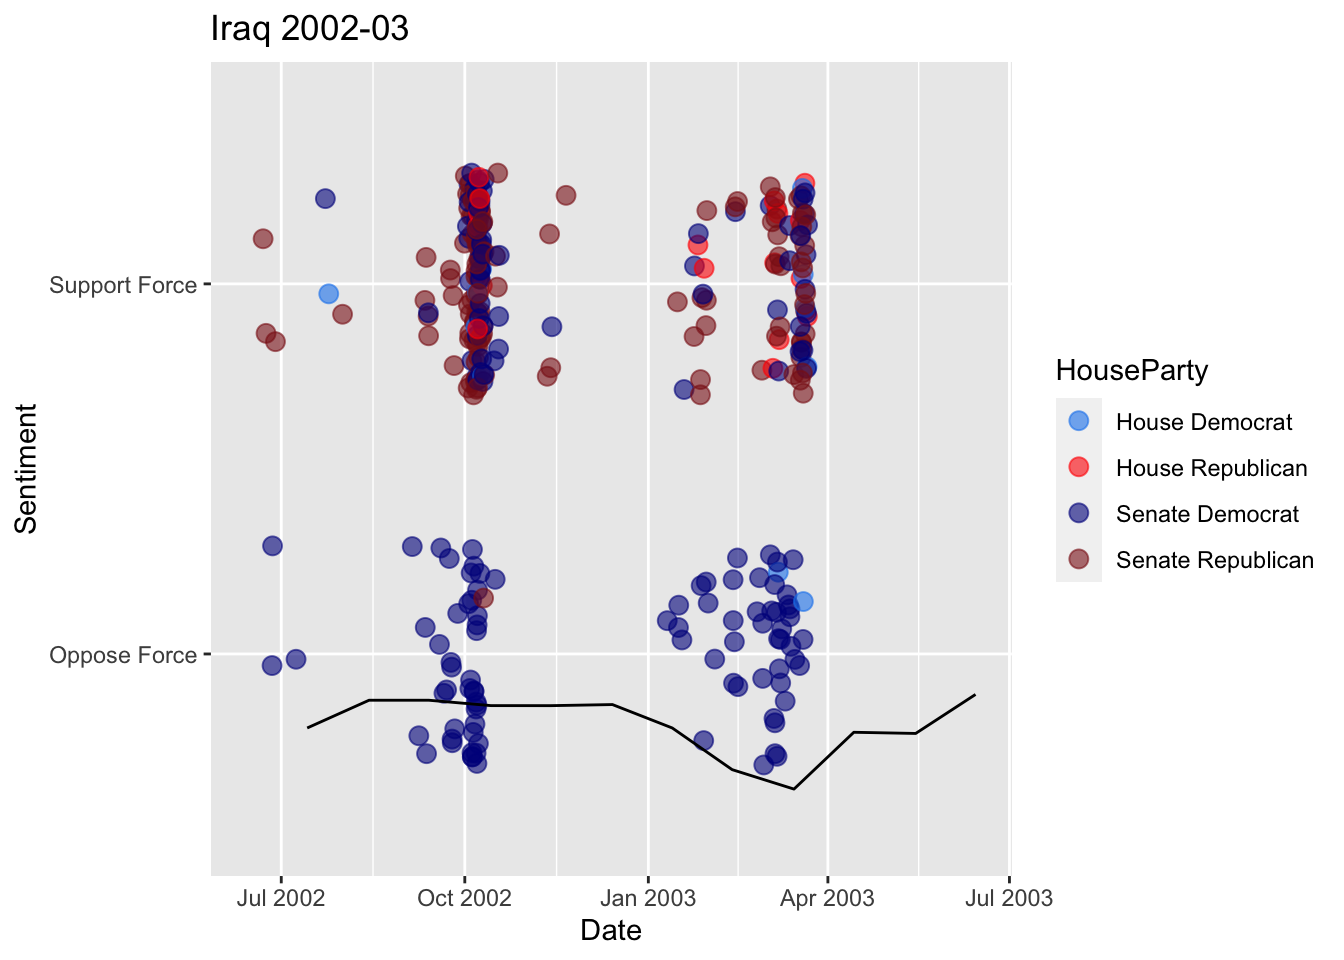 Iraq 2002-03
Sentiment
Support Force
Oppose Force
Jul 2002
Oct 2002
Jan 2003
Apr 2003
Jul 2003
Date
HouseParty
House Democrat
House Republican
Senate Democrat
Senate Republican